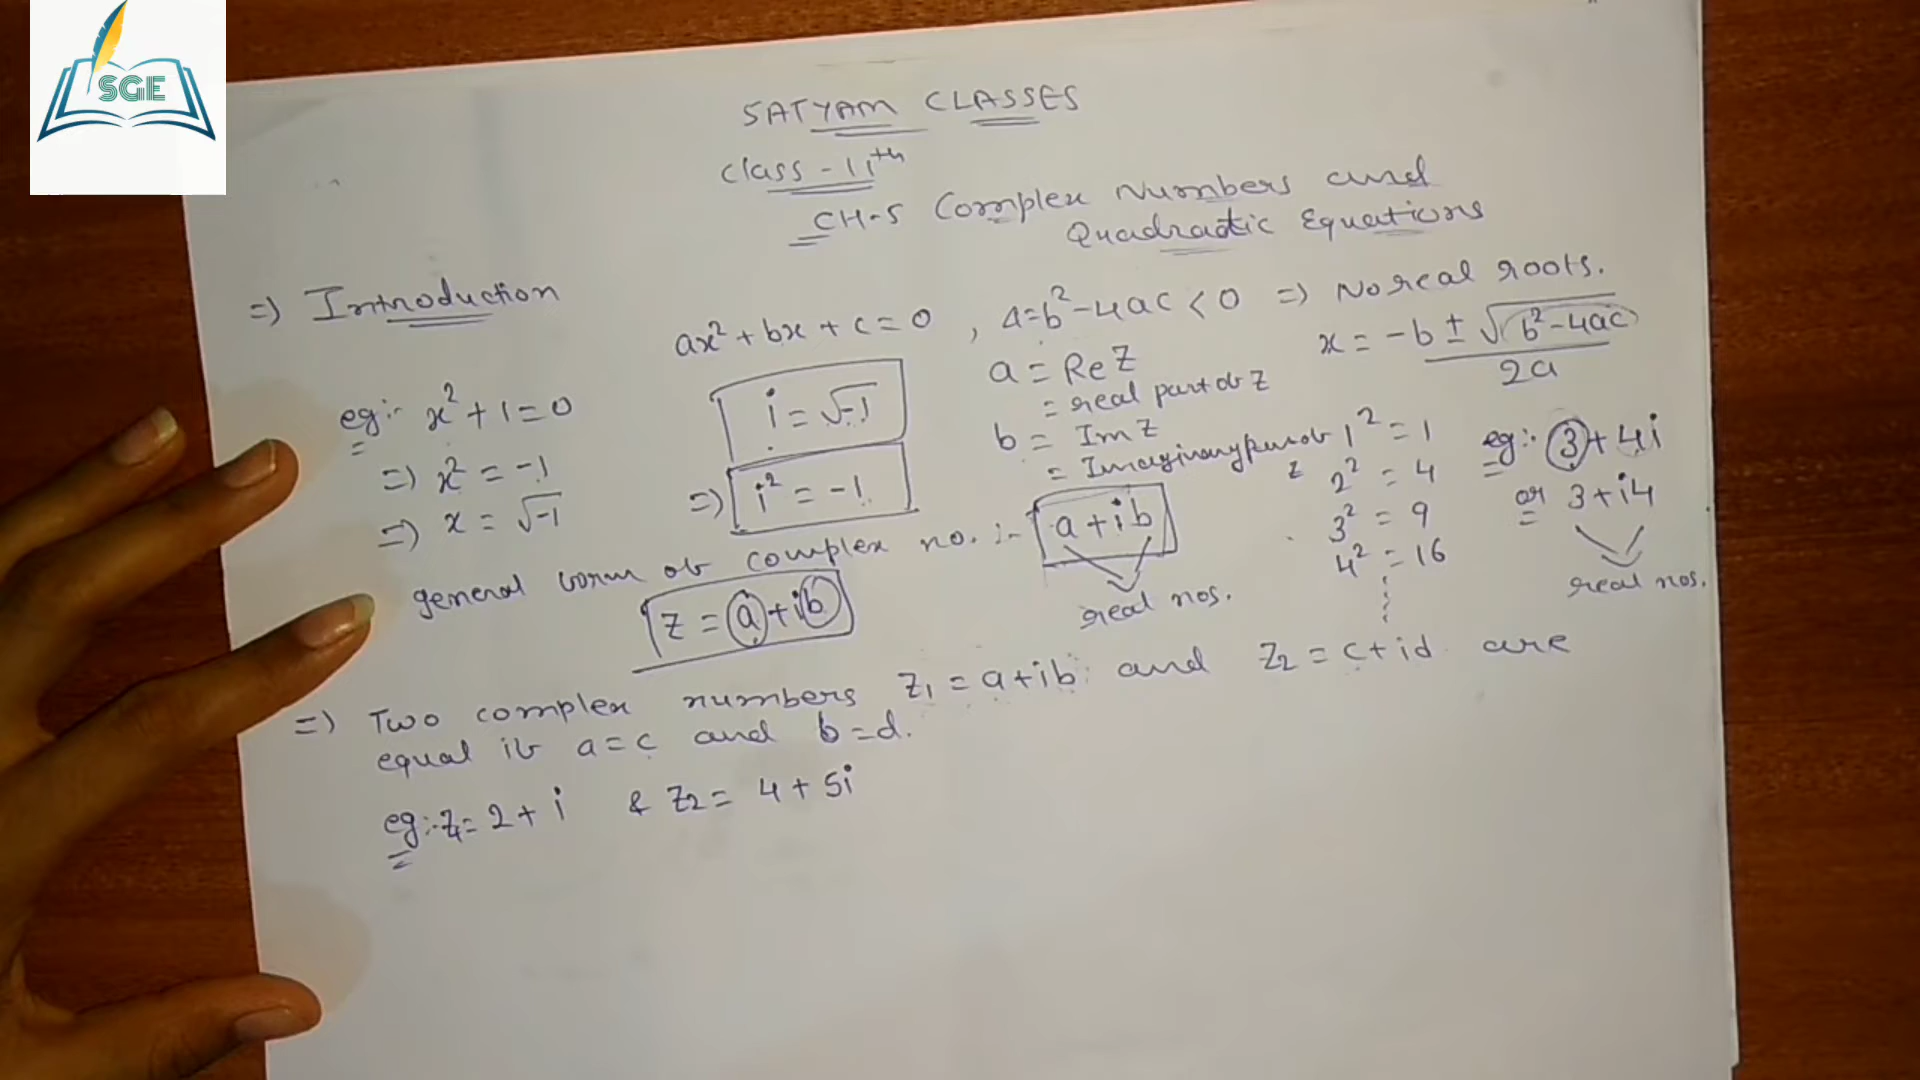 SGE
SATYAM CLASSES
Class - 11th
CH-5 Complex Numbers and
Quadratic Equations
=) Introduction
ax² + bx + c = 0 , Δ=b²-4ac < 0 =) No real roots.
x = -b ± √(b²-4ac) / 2a
eg:- x² + 1 = 0
=) x² = -1
=) x = √-1
i = √-1
=) i² = -1
a = Re Z
= real part of Z
b = Im Z
= Imaginary part of Z
1² = 1
2² = 4
3² = 9
4² = 16
eg:- 3 + 4i
or 3 + i4
real nos.
general form of complex no. :- a + ib
real nos.
z = a + ib
=) Two complex numbers Z₁ = a + ib and Z₂ = c + id are
equal if a = c and b = d.
eg:- Z₁ = 2 + i & Z₂ = 4 + 5i